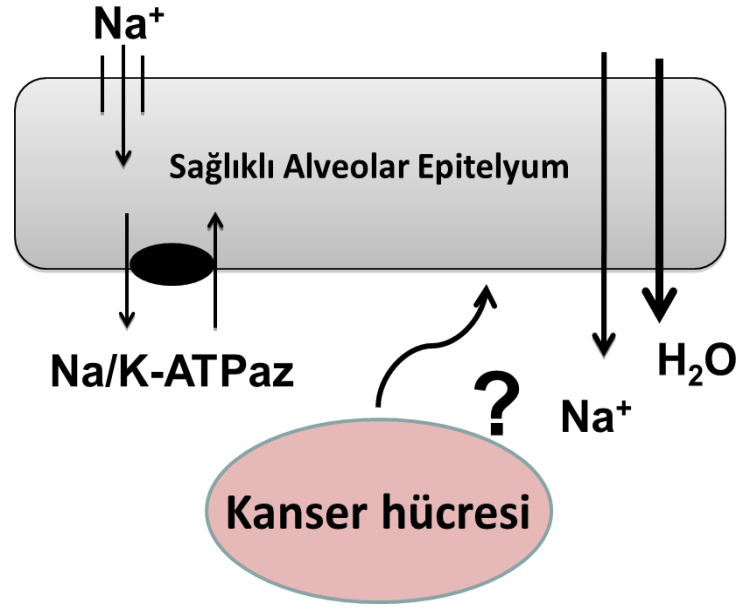 Na⁺
Sağlıklı Alveolar Epitelyum
Na/K-ATPaz
H₂O
?
Na⁺
Kanser hücresi